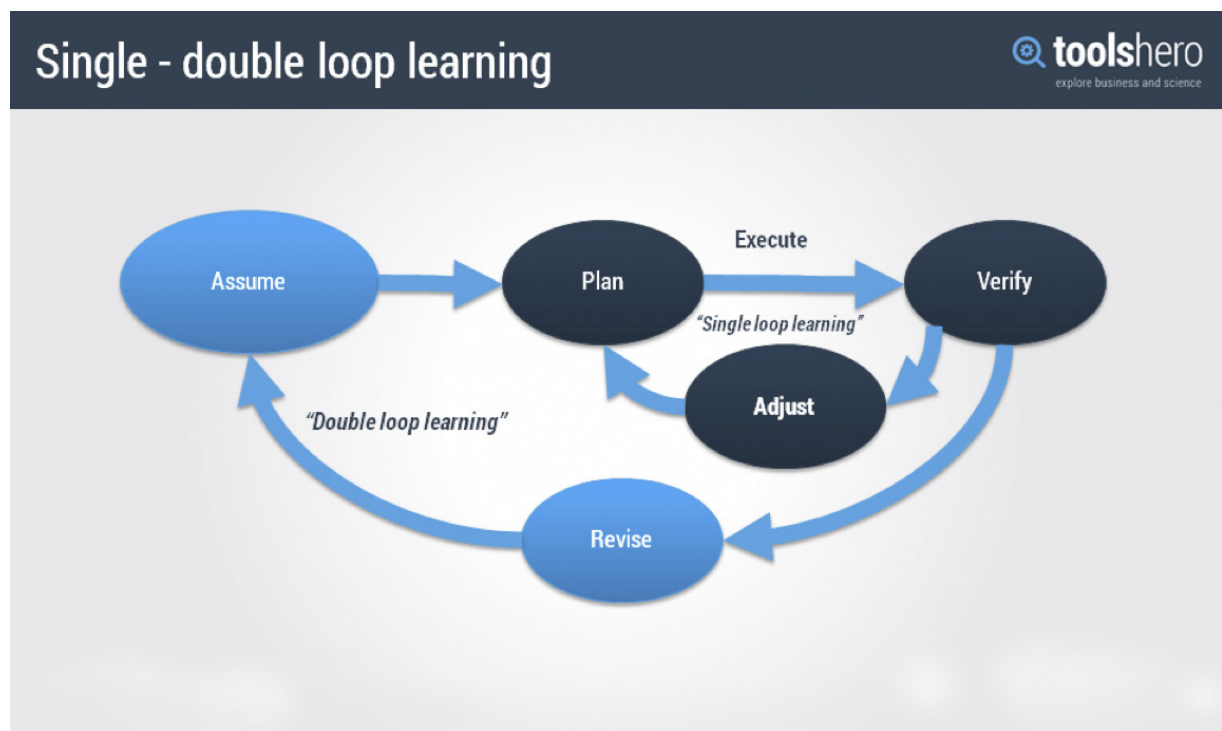 Single - double loop learning
toolshero
explore business and science
Assume
Plan
Execute
Verify
“Single loop learning”
Adjust
“Double loop learning”
Revise